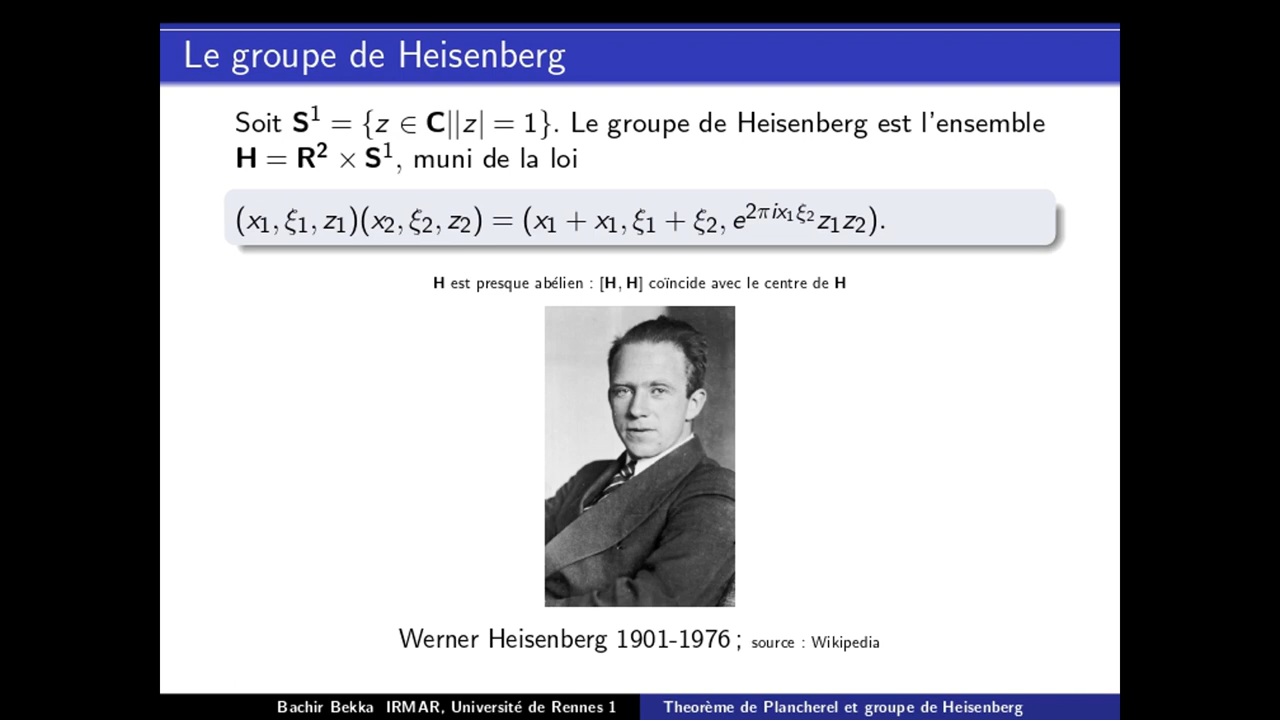 Le groupe de Heisenberg
Soit S¹ = {z ∈ C||z| = 1}. Le groupe de Heisenberg est l'ensemble
H = R² × S¹, muni de la loi
(x₁, ξ₁, z₁)(x₂, ξ₂, z₂) = (x₁ + x₁, ξ₁ + ξ₂, e^{2πix₁ξ₂}z₁z₂).
H est presque abélien : [H, H] coïncide avec le centre de H
Werner Heisenberg 1901-1976 ; source : Wikipedia
Bachir Bekka IRMAR, Université de Rennes 1
Theorème de Plancherel et groupe de Heisenberg